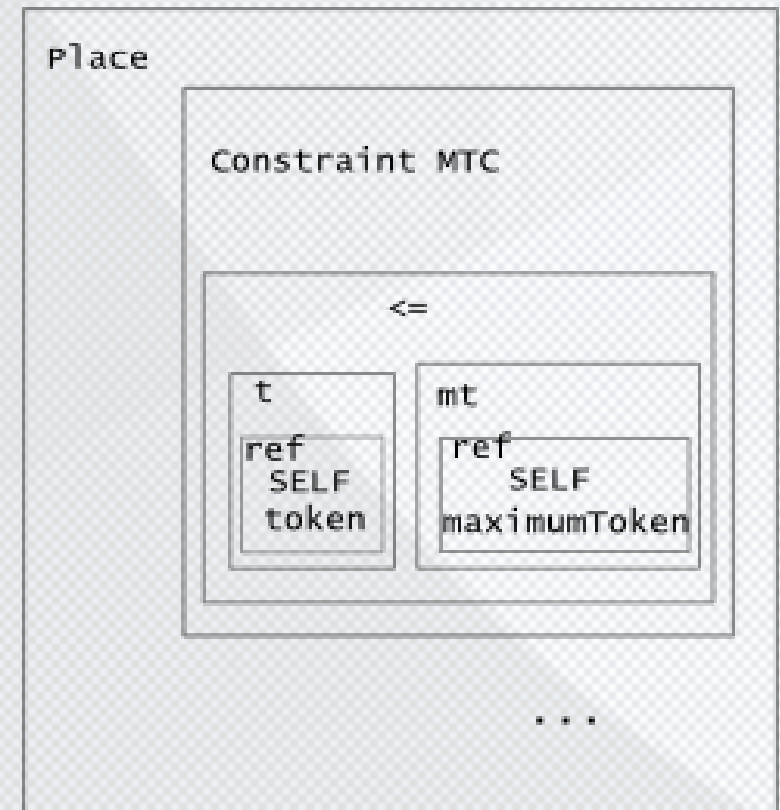 Place
Constraint MTC
<=
t
mt
ref
ref
SELF
SELF
token
maximumToken
...